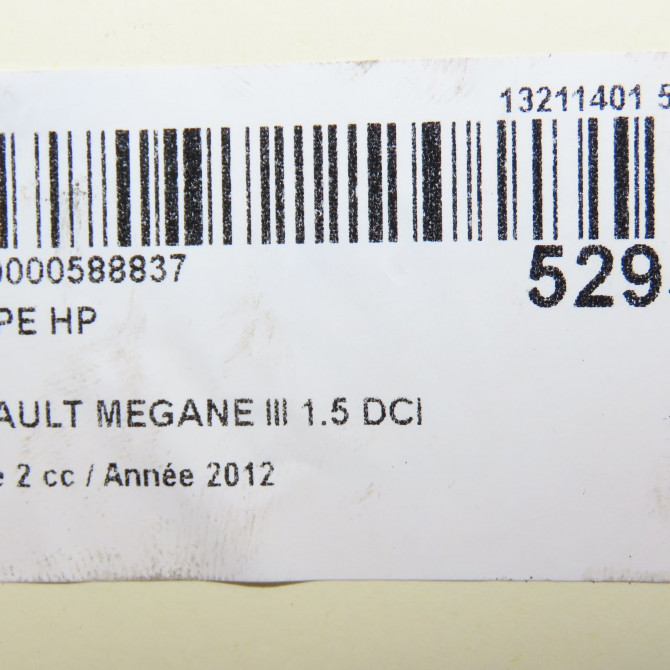 13211401 5
0000588837
529
PE HP
AULT MEGANE III 1.5 DCI
e 2 cc / Année 2012